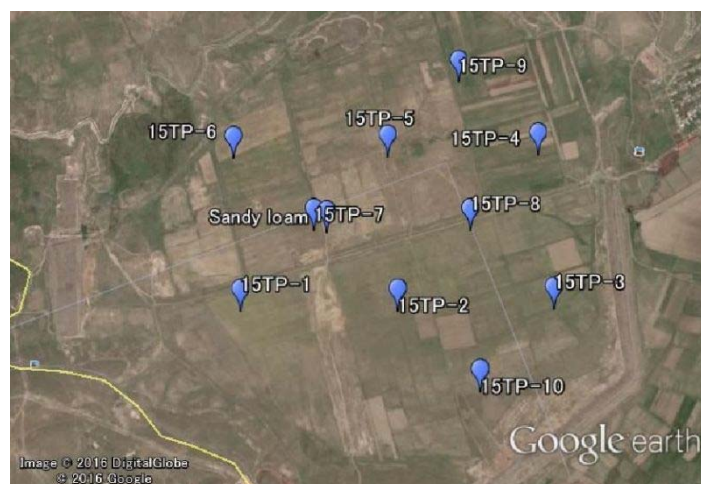 15TP-9
15TP-5
15TP-6
15TP-4
Sandy loam
15TP-7
15TP-8
15TP-1
15TP-2
15TP-3
15TP-10
Google earth
Image © 2016 DigitalGlobe
© 2016 Google